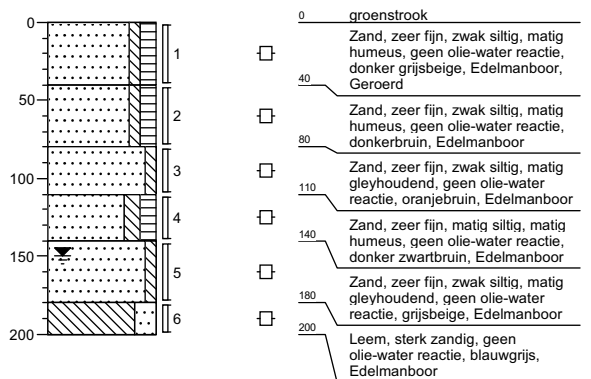 0
50
100
150
200
1
2
3
4
5
6
0 groenstrook
Zand, zeer fijn, zwak siltig, matig
humeus, geen olie-water reactie,
donker grijsbeige, Edelmanboor,
Geroerd
40
Zand, zeer fijn, zwak siltig, matig
humeus, geen olie-water reactie,
donkerbruin, Edelmanboor
80
Zand, zeer fijn, zwak siltig, matig
gleyhoudend, geen olie-water
reactie, oranjebruin, Edelmanboor
110
Zand, zeer fijn, matig siltig, matig
humeus, geen olie-water reactie,
donker zwartbruin, Edelmanboor
140
Zand, zeer fijn, zwak siltig, matig
gleyhoudend, geen olie-water
reactie, grijsbeige, Edelmanboor
180
Leem, sterk zandig, geen
olie-water reactie, blauwgrijs,
Edelmanboor
200